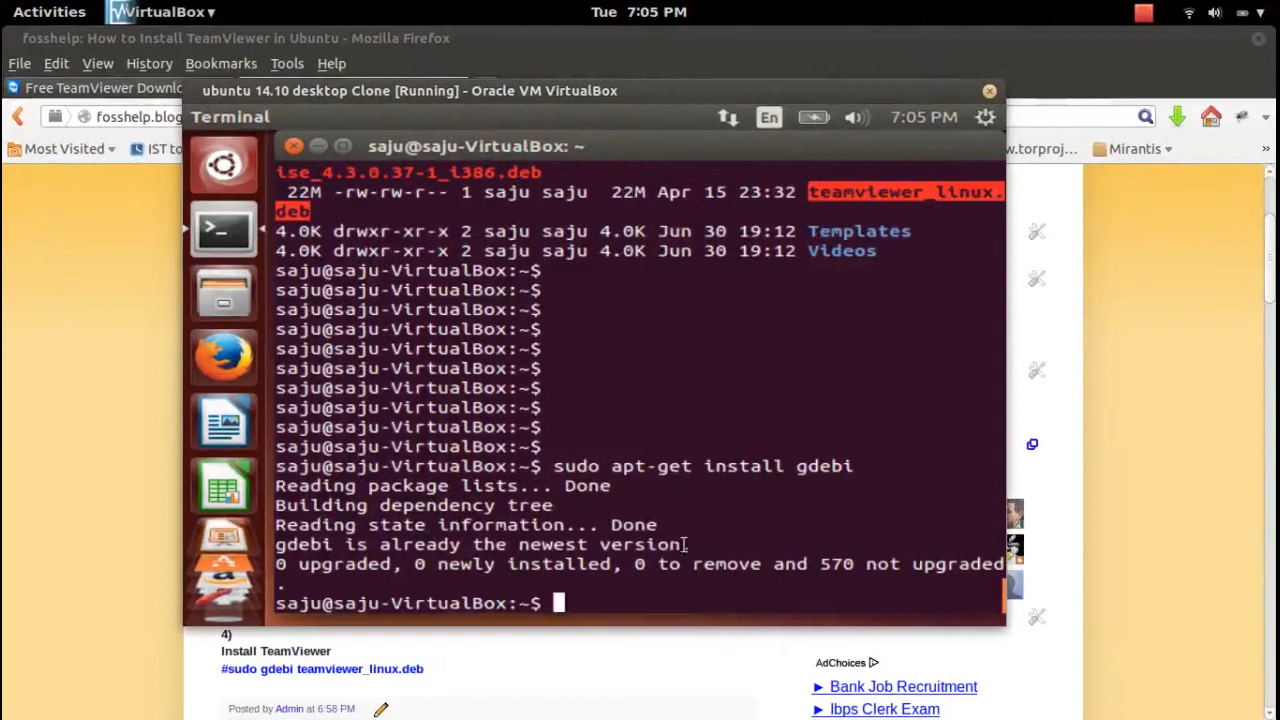 Activities VirtualBox ▾ Tue 7:05 PM
fosshelp: How to Install TeamViewer in Ubuntu - Mozilla Firefox
File Edit View History Bookmarks Tools Help
Free TeamViewer Downlo
ubuntu 14.10 desktop Clone [Running] - Oracle VM VirtualBox
fosshelp.blog
Terminal En 7:05 PM
Most Visited ▾ IST to
.torproj... Mirantis ▾ »
saju@saju-VirtualBox: ~
ise_4.3.0.37-1_i386.deb
22M -rw-rw-r-- 1 saju saju 22M Apr 15 23:32 teamviewer_linux.
deb
4.0K drwxr-xr-x 2 saju saju 4.0K Jun 30 19:12 Templates
4.0K drwxr-xr-x 2 saju saju 4.0K Jun 30 19:12 Videos
saju@saju-VirtualBox:~$
saju@saju-VirtualBox:~$
saju@saju-VirtualBox:~$
saju@saju-VirtualBox:~$
saju@saju-VirtualBox:~$
saju@saju-VirtualBox:~$
saju@saju-VirtualBox:~$
saju@saju-VirtualBox:~$
saju@saju-VirtualBox:~$
saju@saju-VirtualBox:~$
saju@saju-VirtualBox:~$ sudo apt-get install gdebi
Reading package lists... Done
Building dependency tree
Reading state information... Done
gdebi is already the newest version
0 upgraded, 0 newly installed, 0 to remove and 570 not upgraded
.
saju@saju-VirtualBox:~$
4)
Install TeamViewer
#sudo gdebi teamviewer_linux.deb
Posted by Admin at 6:58 PM
AdChoices
► Bank Job Recruitment
► Ibps Clerk Exam